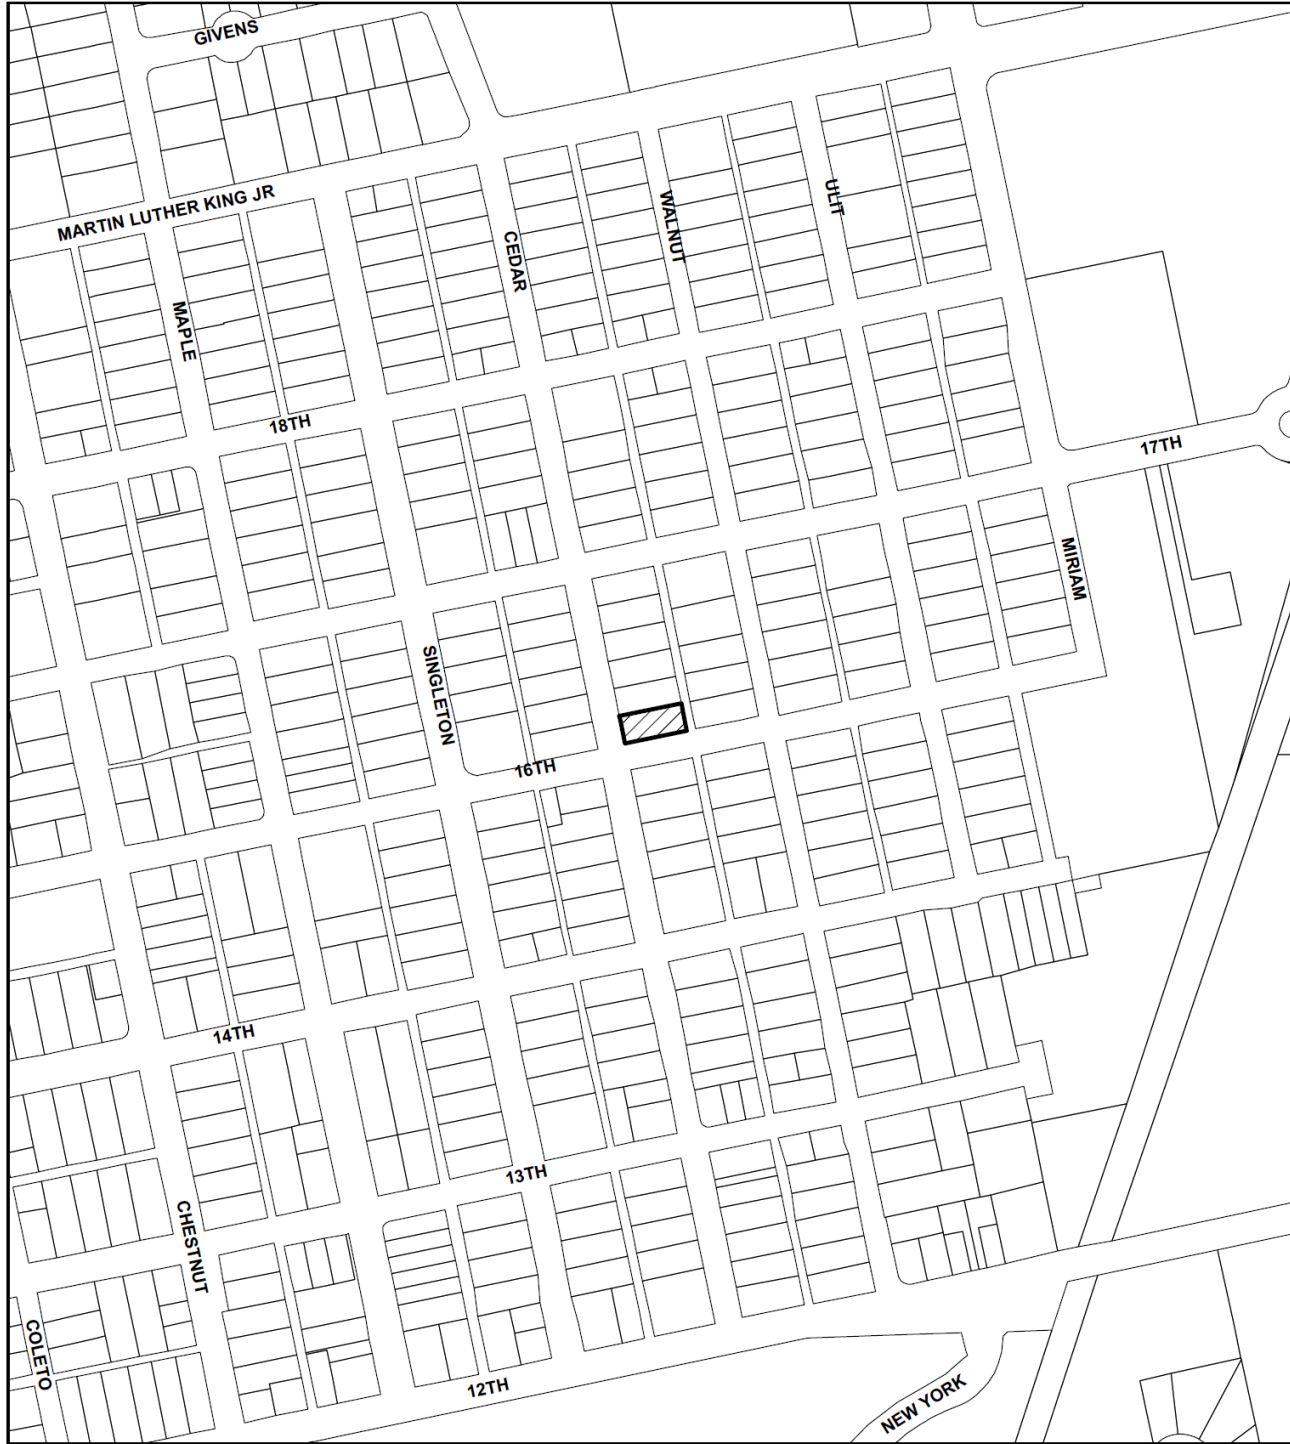 GIVENS
MARTIN LUTHER KING JR
WALNUT
ULIT
CEDAR
MAPLE
18TH
17TH
MIRIAM
SINGLETON
16TH
14TH
13TH
CHESTNUT
COLETO
12TH
NEW YORK